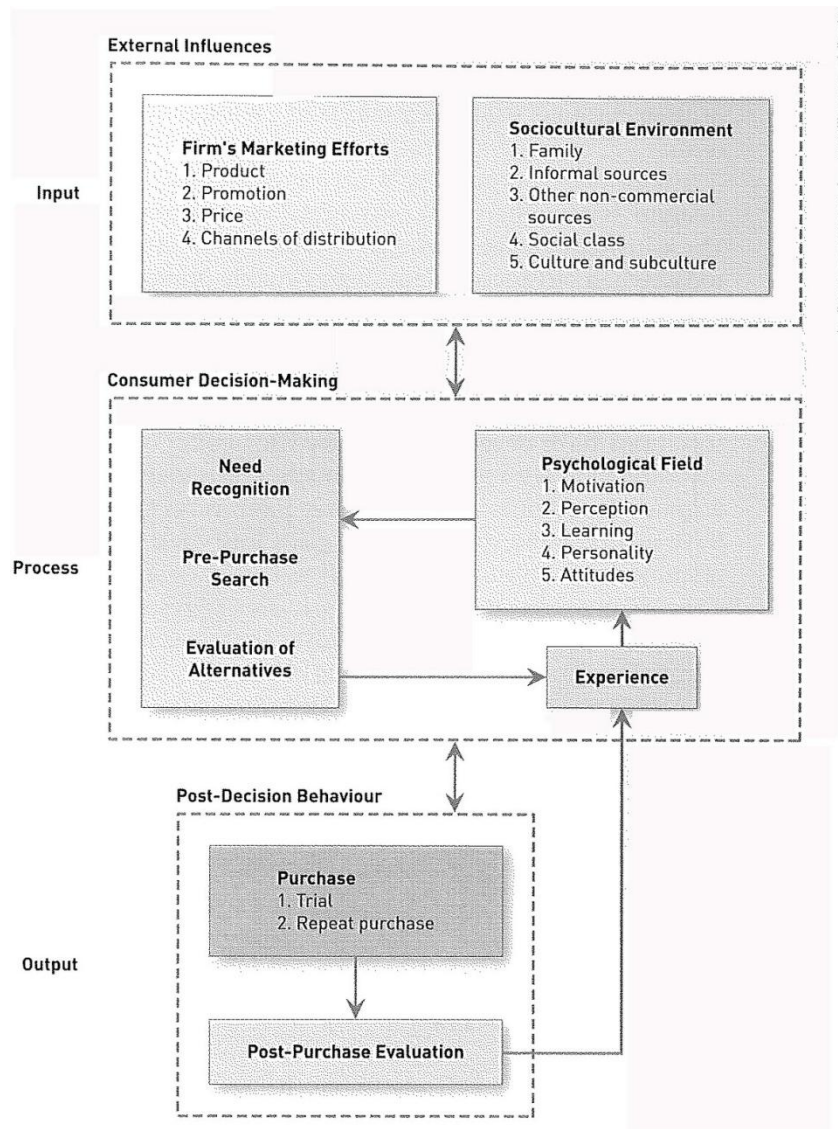 External Influences
Firm's Marketing Efforts
1. Product
2. Promotion
3. Price
4. Channels of distribution
Sociocultural Environment
1. Family
2. Informal sources
3. Other non-commercial
sources
4. Social class
5. Culture and subculture
Input
Consumer Decision-Making
Need
Recognition
Pre-Purchase
Search
Evaluation of
Alternatives
Psychological Field
1. Motivation
2. Perception
3. Learning
4. Personality
5. Attitudes
Experience
Process
Post-Decision Behaviour
Purchase
1. Trial
2. Repeat purchase
Post-Purchase Evaluation
Output